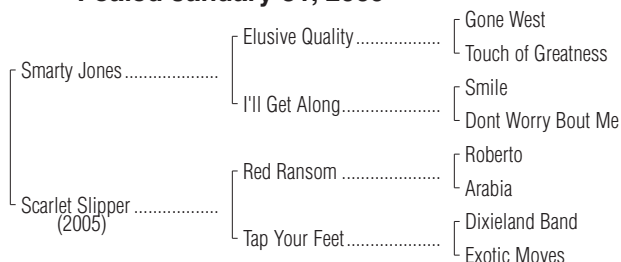 Foaled January
Gone West
Elusive Quality ..................
Touch of Greatness
Smarty Jones ....................
Smile
I'll Get Along .....................
Dont Worry Bout Me
Roberto
Red Ransom .....................
Arabia
Scarlet Slipper ..................
(2005)
Dixieland Band
Tap Your Feet ....................
Exotic Moves